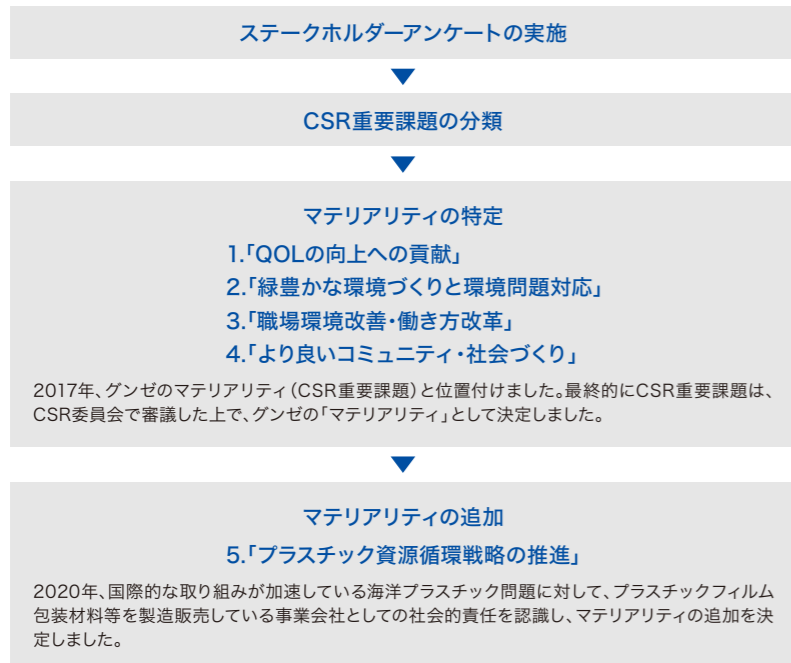 ステークホルダーアンケートの実施
CSR重要課題の分類
マテリアリティの特定
1.「QOLの向上への貢献」
2.「緑豊かな環境づくりと環境問題対応」
3.「職場環境改善・働き方改革」
4.「より良いコミュニティ・社会づくり」
2017年、グンゼのマテリアリティ（CSR重要課題）と位置付けました。最終的にCSR重要課題は、
CSR委員会で審議した上で、グンゼの「マテリアリティ」として決定しました。
マテリアリティの追加
5.「プラスチック資源循環戦略の推進」
2020年、国際的な取り組みが加速している海洋プラスチック問題に対して、プラスチックフィルム
包装材料等を製造販売している事業会社としての社会的責任を認識し、マテリアリティの追加を決
定しました。